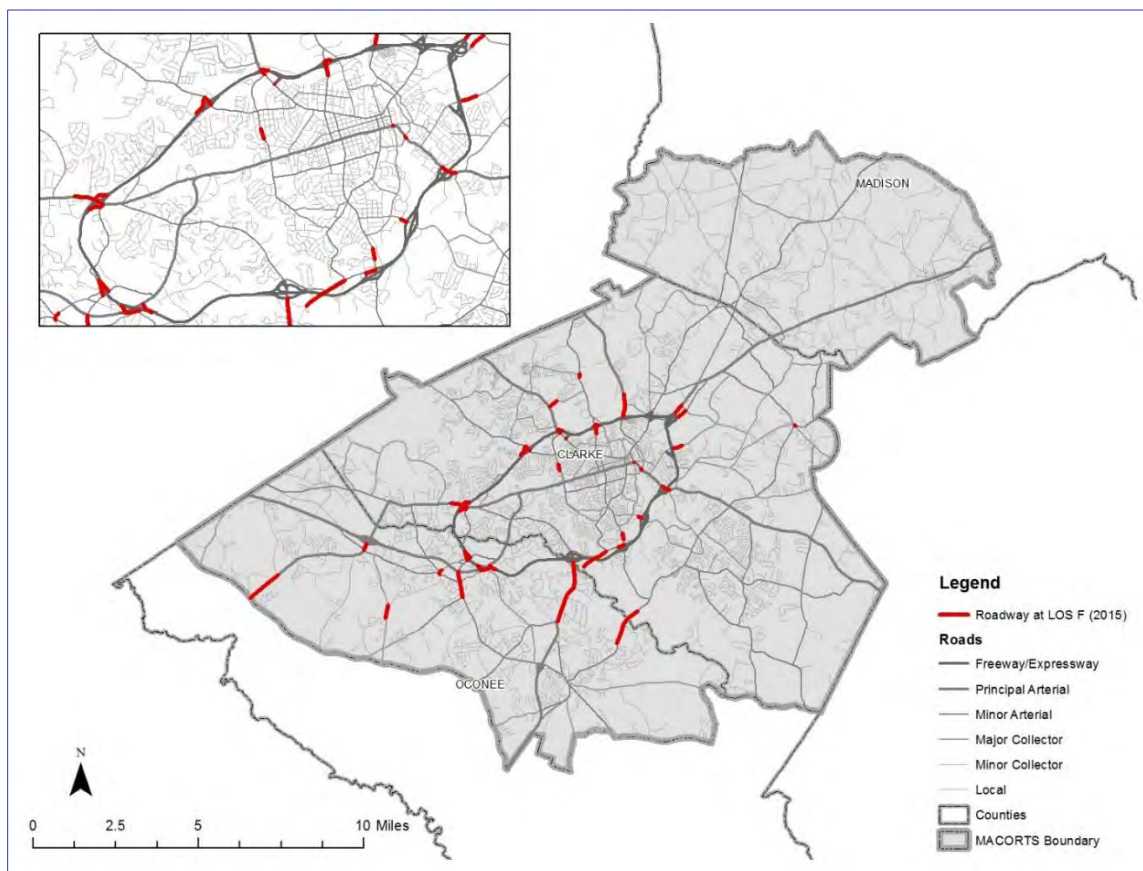 MADISON
CLARKE
OCONEE
N
0 2.5 5 10 Miles
Legend
Roadway at LOS F (2015)
Roads
Freeway/Expressway
Principal Arterial
Minor Arterial
Major Collector
Minor Collector
Local
Counties
MACORTS Boundary